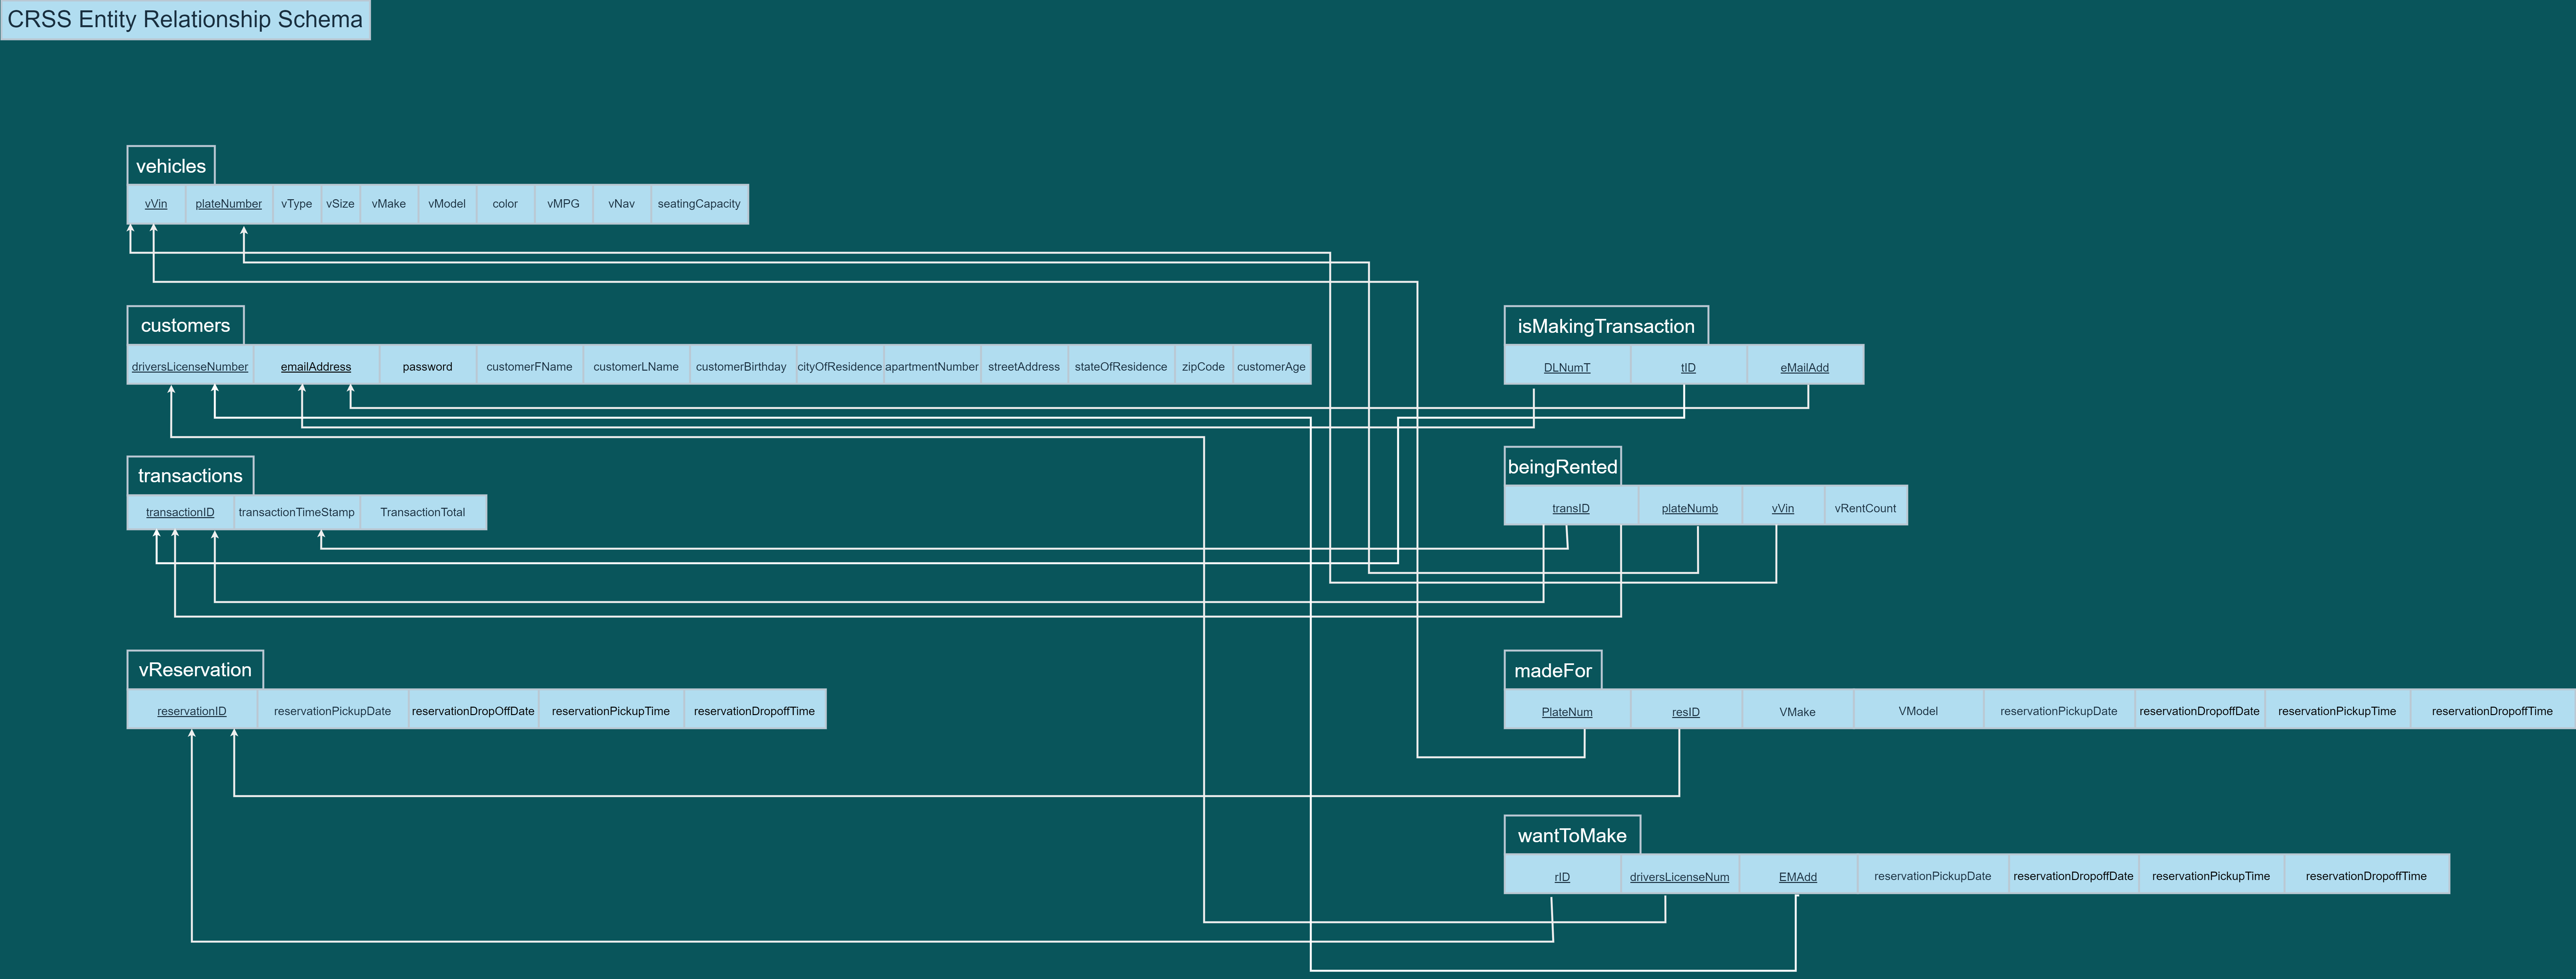 CRSS Entity Relationship Schema
vehicles
vVin plateNumber vType vSize vMake vModel color vMPG vNav seatingCapacity
customers
driversLicenseNumber emailAddress password customerFName customerLName customerBirthday cityOfResidence apartmentNumber streetAddress stateOfResidence zipCode customerAge
isMakingTransaction
DLNumT tID eMailAdd
transactions
transactionID transactionTimeStamp TransactionTotal
beingRented
transID plateNumb vVin vRentCount
vReservation
reservationID reservationPickupDate reservationDropOffDate reservationPickupTime reservationDropoffTime
madeFor
PlateNum resID VMake VModel reservationPickupDate reservationDropoffDate reservationPickupTime reservationDropoffTime
wantToMake
rID driversLicenseNum EMAdd reservationPickupDate reservationDropoffDate reservationPickupTime reservationDropoffTime